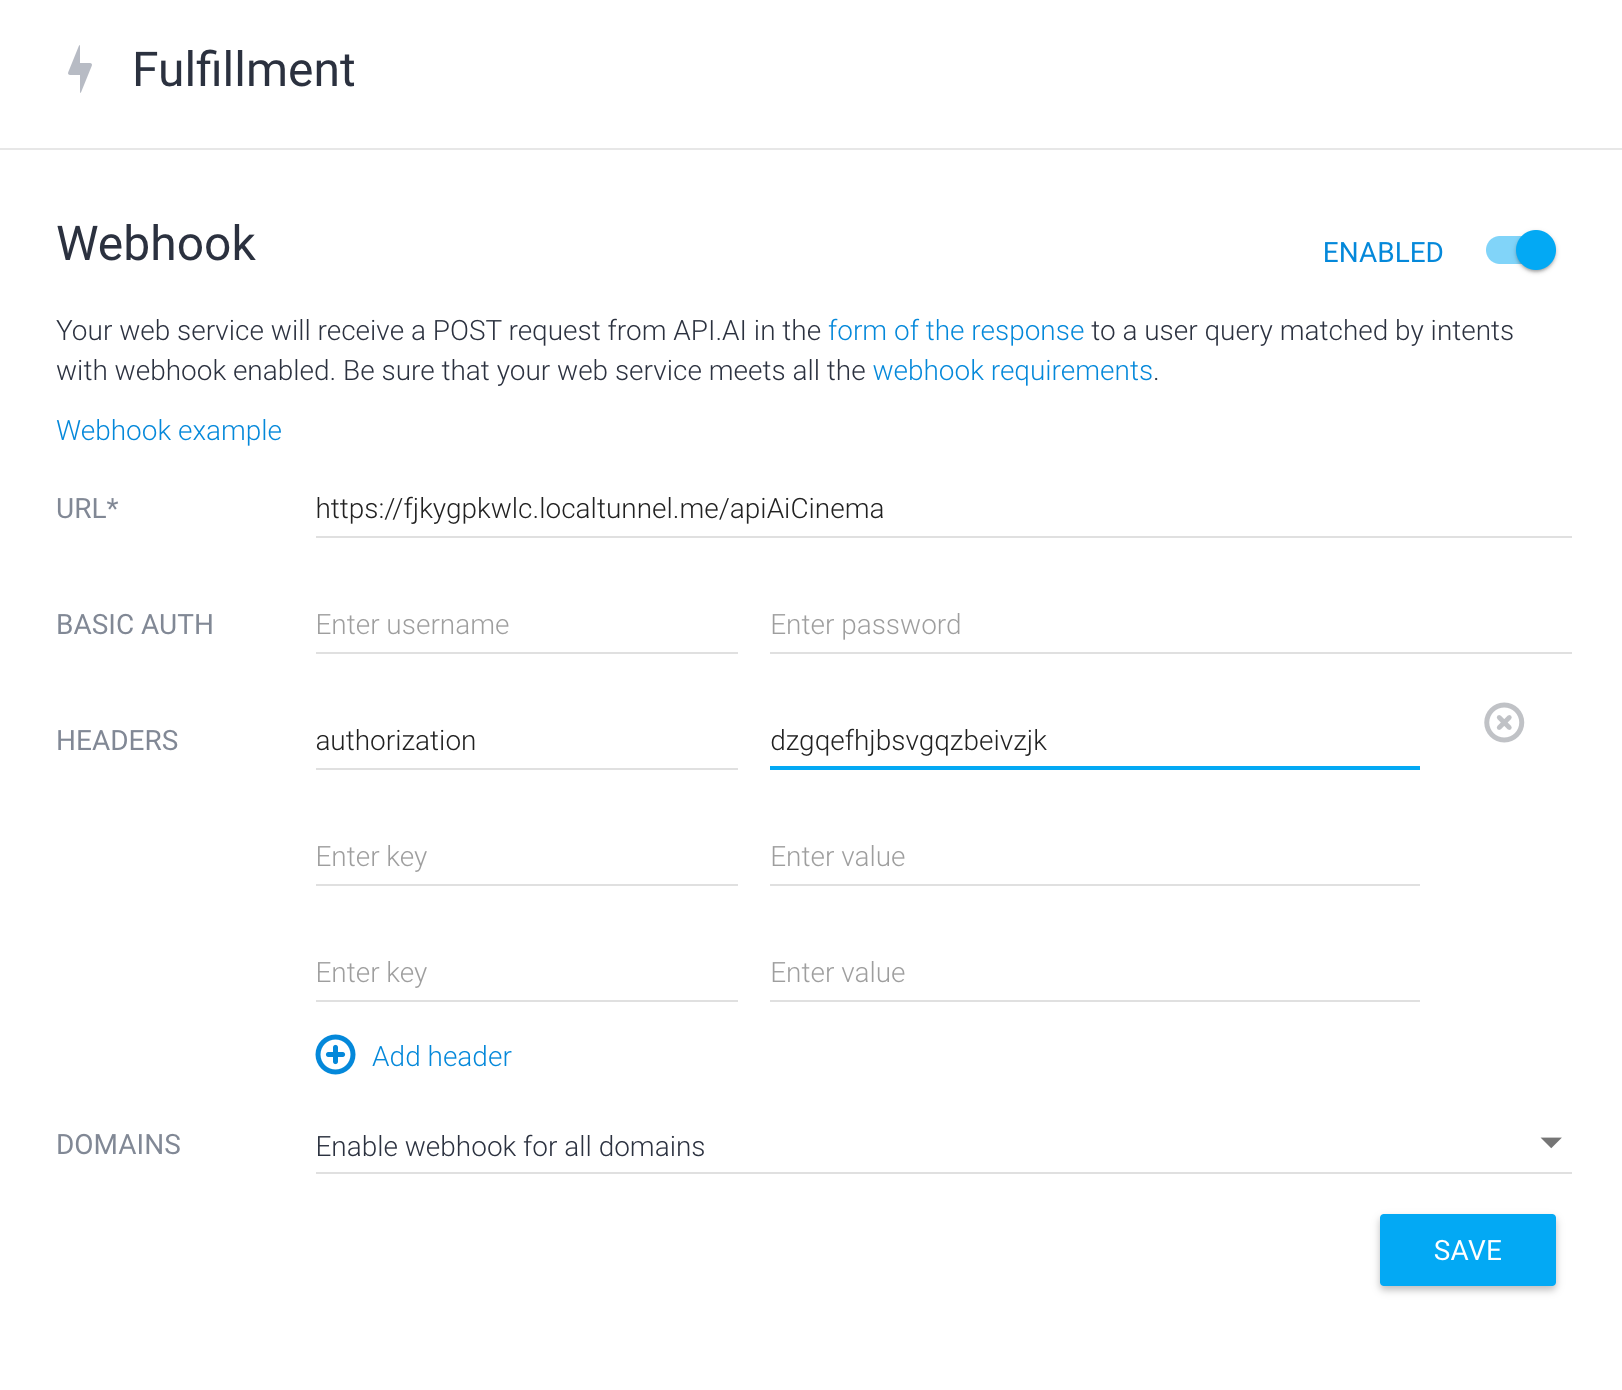 Fulfillment
Webhook
ENABLED
Your web service will receive a POST request from API.AI in the form of the response to a user query matched by intents
with webhook enabled. Be sure that your web service meets all the webhook requirements.
Webhook example
URL* https://fjkygpkwlc.localtunnel.me/apiAiCinema
BASIC AUTH Enter username Enter password
HEADERS authorization dzgqefhjbsvgqzbeivzjk
Enter key Enter value
Enter key Enter value
Add header
DOMAINS Enable webhook for all domains
SAVE